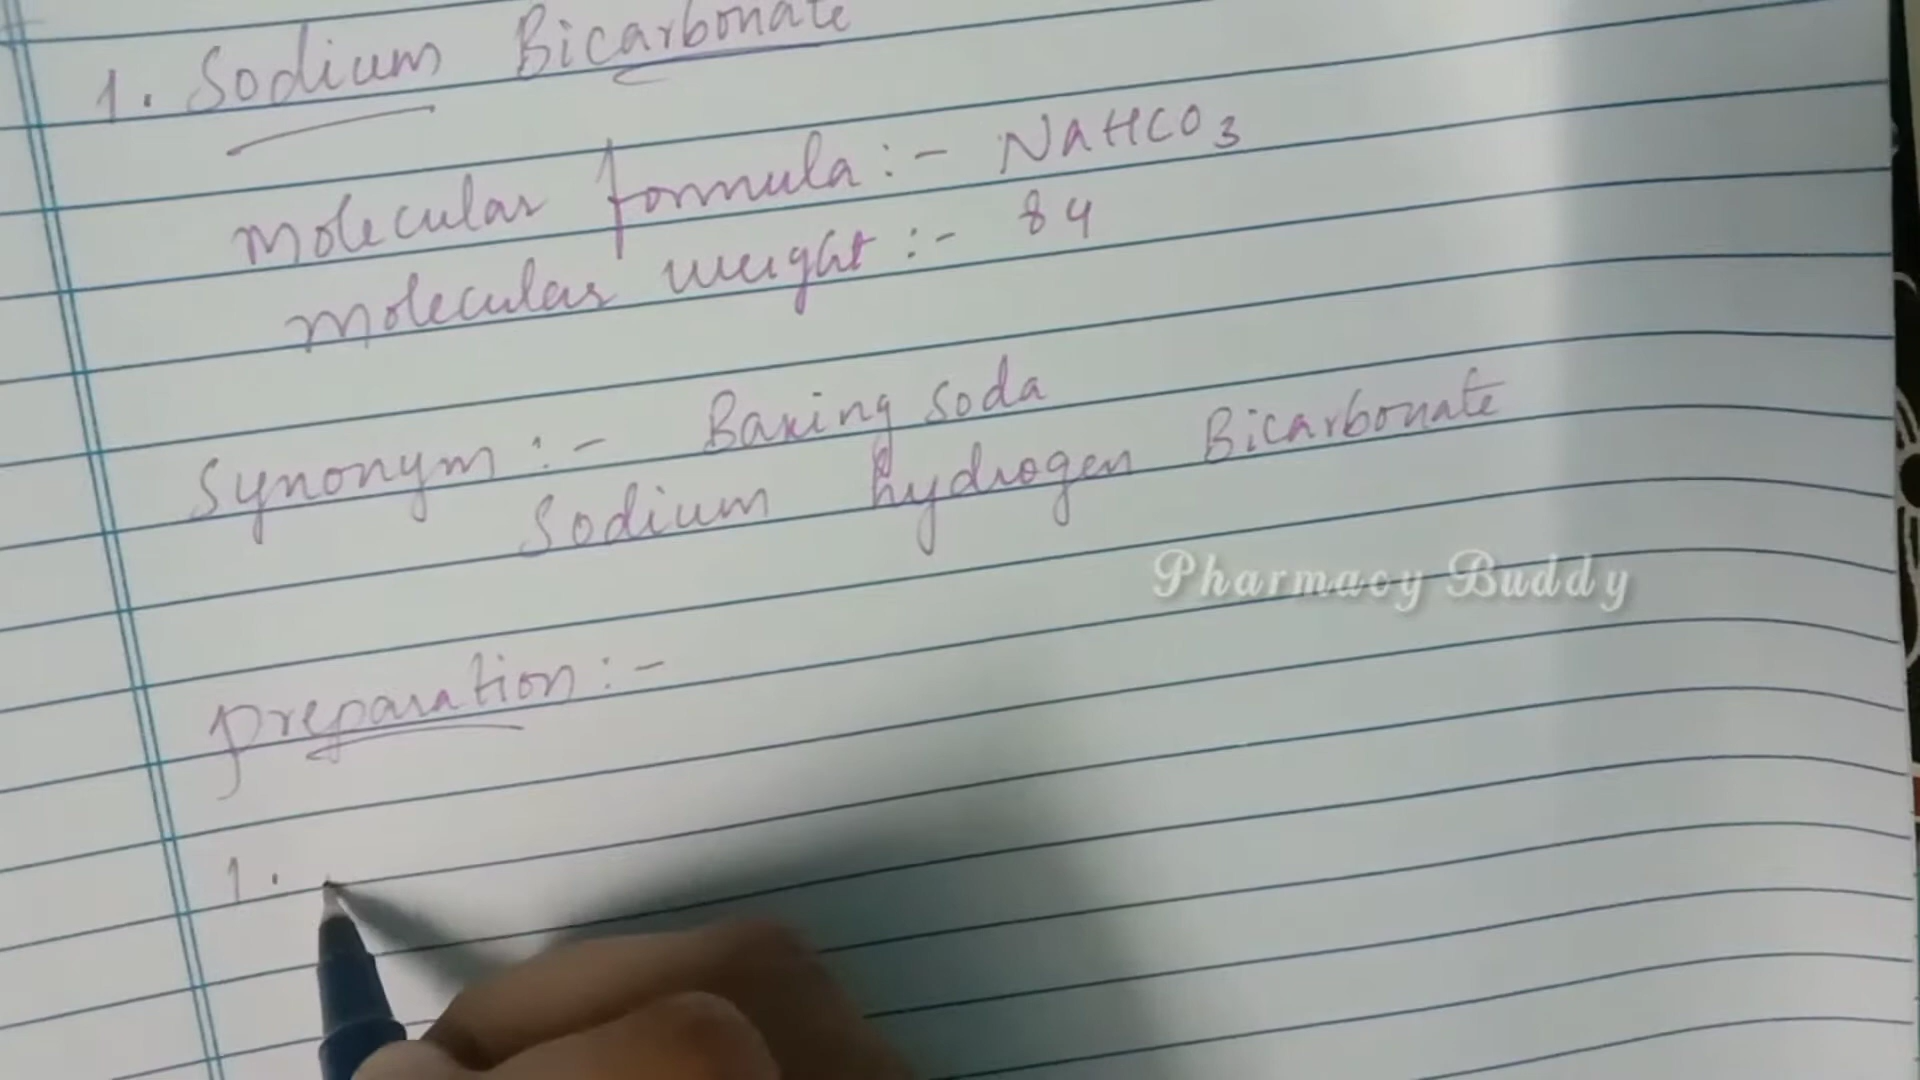 1. Sodium Bicarbonate
Molecular formula :- NaHCO3
Molecular weight :- 84
Synonym :- Baking soda
Sodium hydrogen Bicarbonate
Pharmacy Buddy
preparation :-
1.